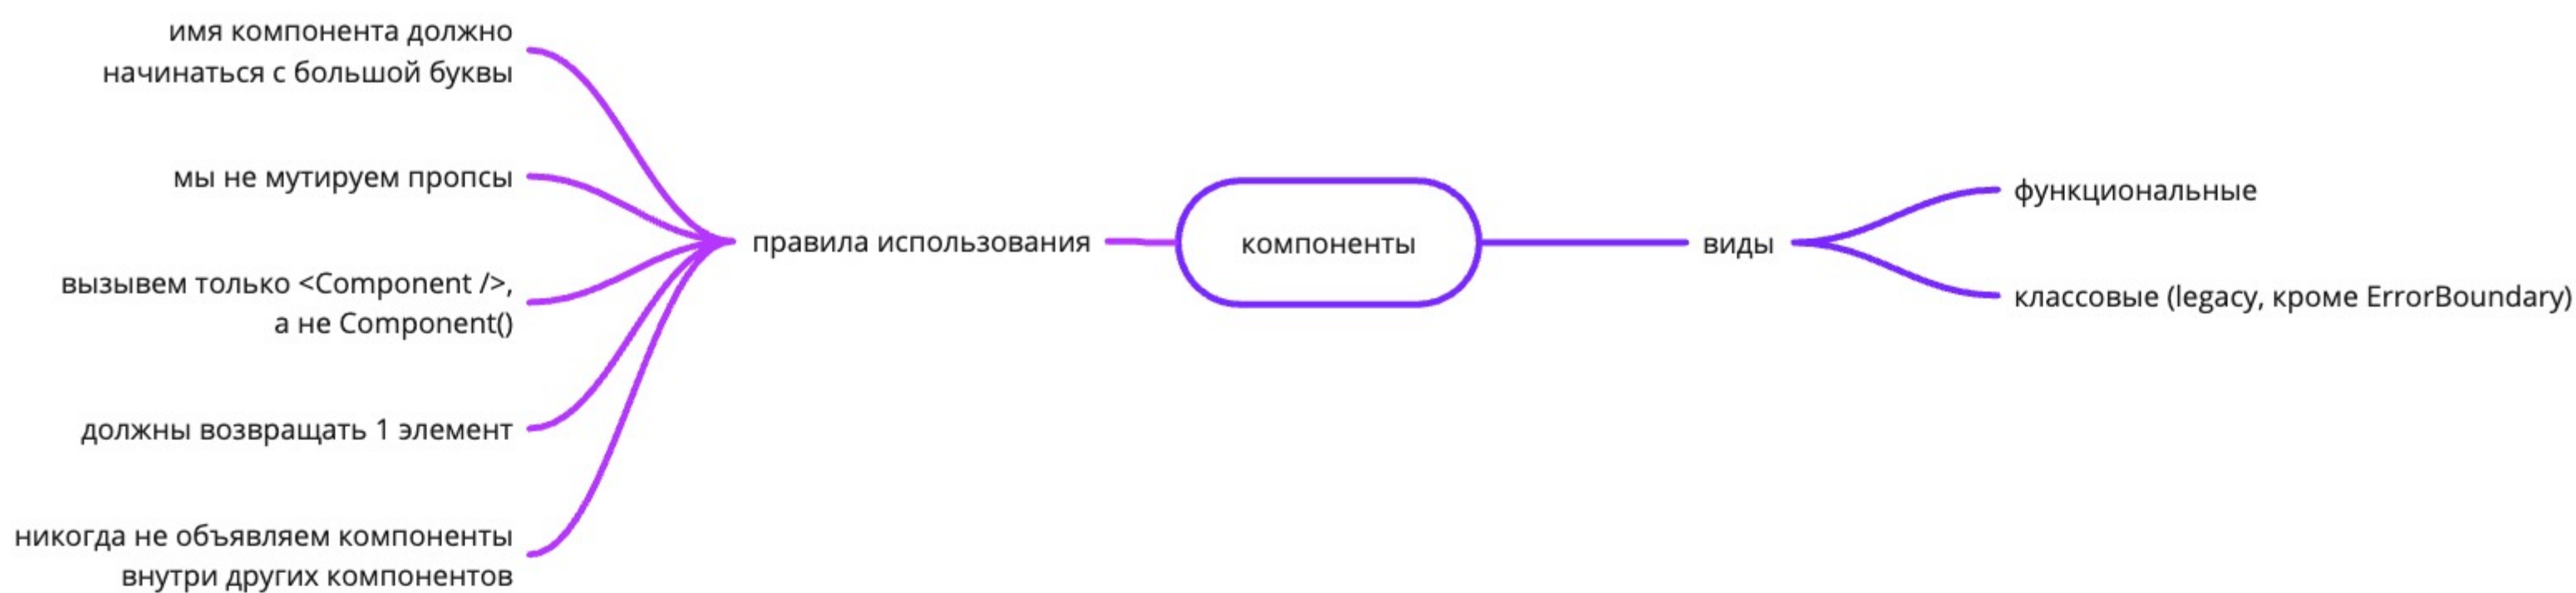 имя компонента должно
начинаться с большой буквы
мы не мутируем пропсы
вызывем только <Component />,
а не Component()
должны возвращать 1 элемент
никогда не объявляем компоненты
внутри других компонентов
правила использования
компоненты
виды
функциональные
классовые (legacy, кроме ErrorBoundary)